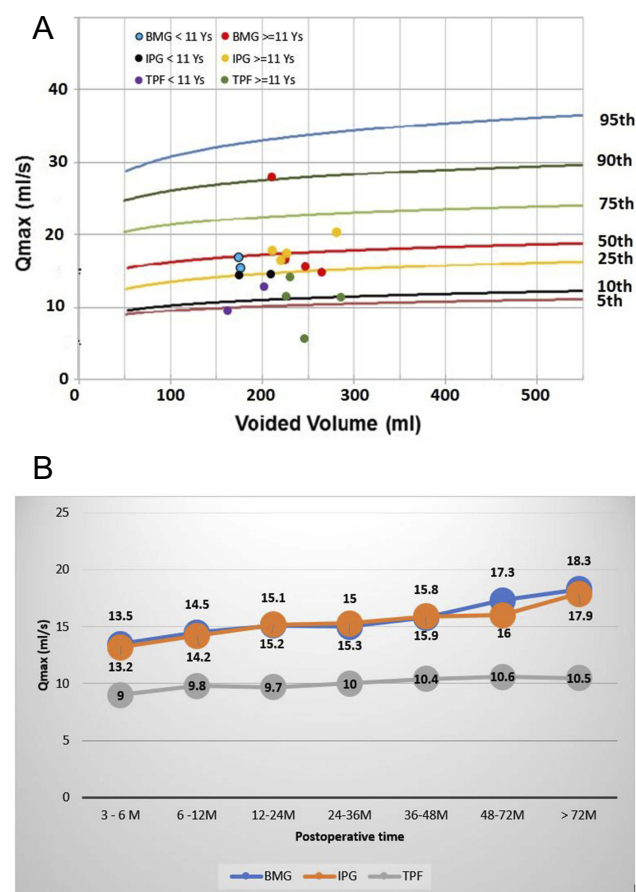 A
BMG < 11 Ys BMG >=11 Ys
IPG < 11 Ys IPG >=11 Ys
TPF < 11 Ys TPF >=11 Ys
40
30
20
10
0
95th
90th
75th
50th
25th
10th
5th
0 100 200 300 400 500
Qmax (ml/s)
Voided Volume (ml)
B
25
20
15
10
5
0
Qmax (ml/s)
13.5 14.5 15.1 15 15.8 17.3 18.3
13.2 14.2 15.2 15.3 15.9 16 17.9
9 9.8 9.7 10 10.4 10.6 10.5
3 - 6 M 6 -12M 12-24M 24-36M 36-48M 48-72M > 72M
Postoperative time
BMG IPG TPF